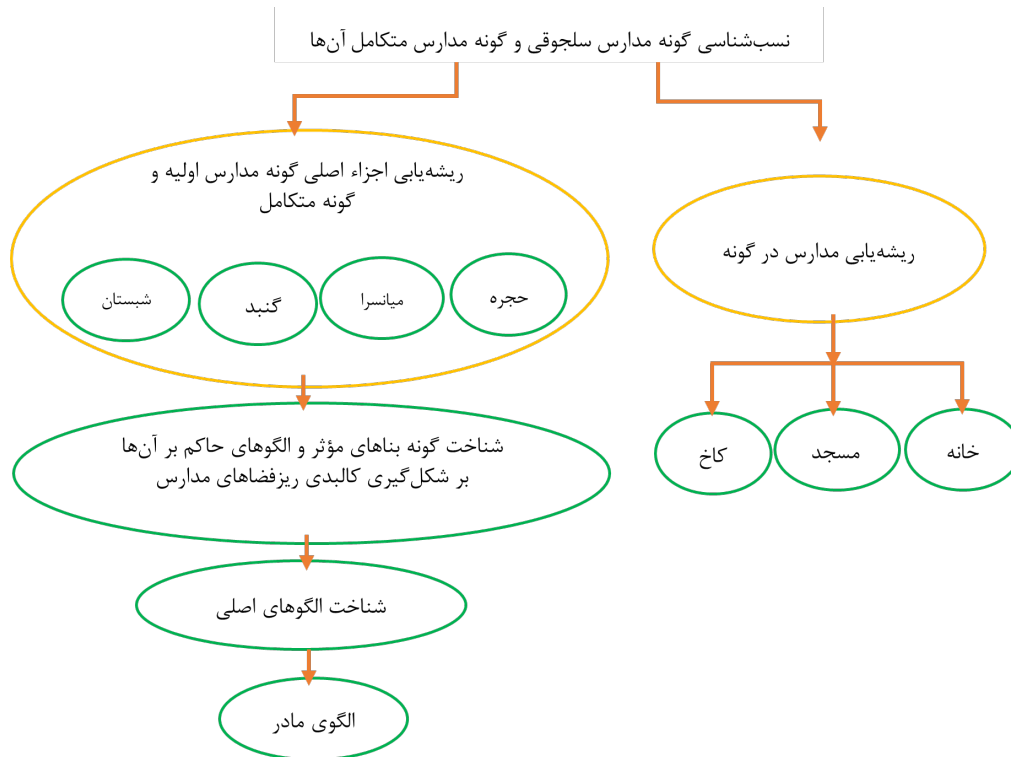 نسب‌شناسی گونه مدارس سلجوقی و گونه مدارس متکامل آن‌ها
ریشه‌یابی مدارس در گونه
خانه
مسجد
کاخ
ریشه‌یابی اجزاء اصلی گونه مدارس اولیه و
گونه متکامل
حجره
میانسرا
گنبد
شبستان
شناخت گونه بناهای مؤثر و الگوهای حاکم بر آن‌ها
بر شکل‌گیری کالبدی ریزفضاهای مدارس
شناخت الگوهای اصلی
الگوی مادر